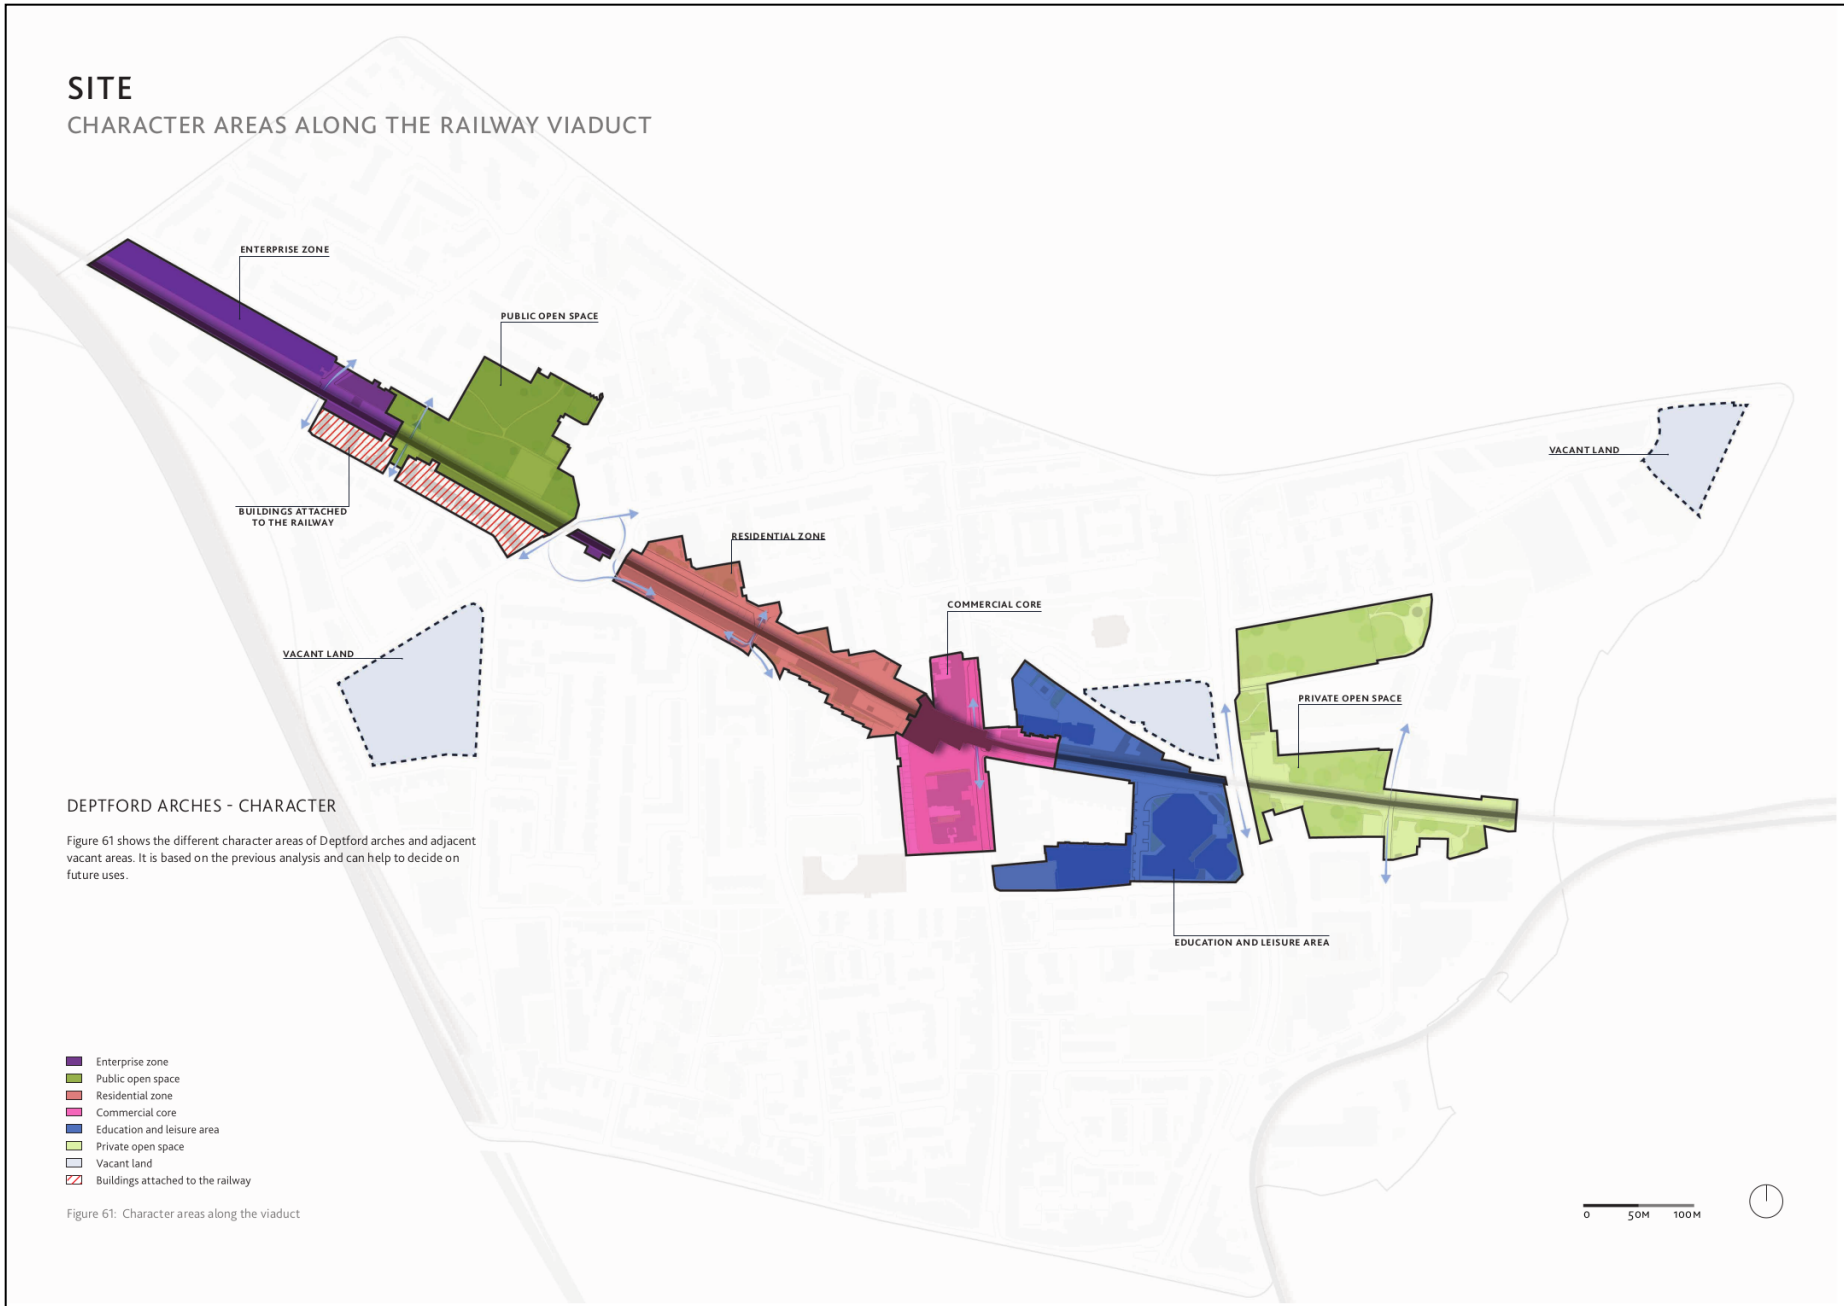 SITE
CHARACTER AREAS ALONG THE RAILWAY VIADUCT
ENTERPRISE ZONE
PUBLIC OPEN SPACE
VACANT LAND
BUILDINGS ATTACHED
TO THE RAILWAY
RESIDENTIAL ZONE
COMMERCIAL CORE
VACANT LAND
PRIVATE OPEN SPACE
DEPTFORD ARCHES - CHARACTER
Figure 61 shows the different character areas of Deptford arches and adjacent
vacant areas. It is based on the previous analysis and can help to decide on
future uses.
EDUCATION AND LEISURE AREA
Enterprise zone
Public open space
Residential zone
Commercial core
Education and leisure area
Private open space
Vacant land
Buildings attached to the railway
Figure 61: Character areas along the viaduct
0 50M 100M